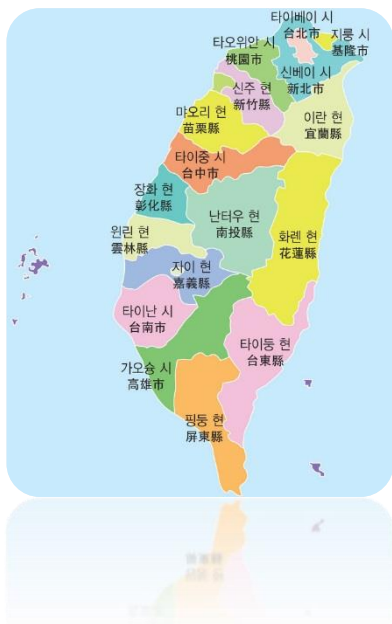 타이베이 시
台北市
지룽 시
基隆市
타오위안 시
桃園市
신베이 시
新北市
신주 현
新竹縣
이란 현
宜蘭縣
먀오리 현
苗栗縣
타이중 시
台中市
장화 현
彰化縣
난터우 현
南投縣
화롄 현
花蓮縣
윈린 현
雲林縣
자이 현
嘉義縣
타이난 시
台南市
타이둥 현
台東縣
가오슝 시
高雄市
핑둥 현
屏東縣